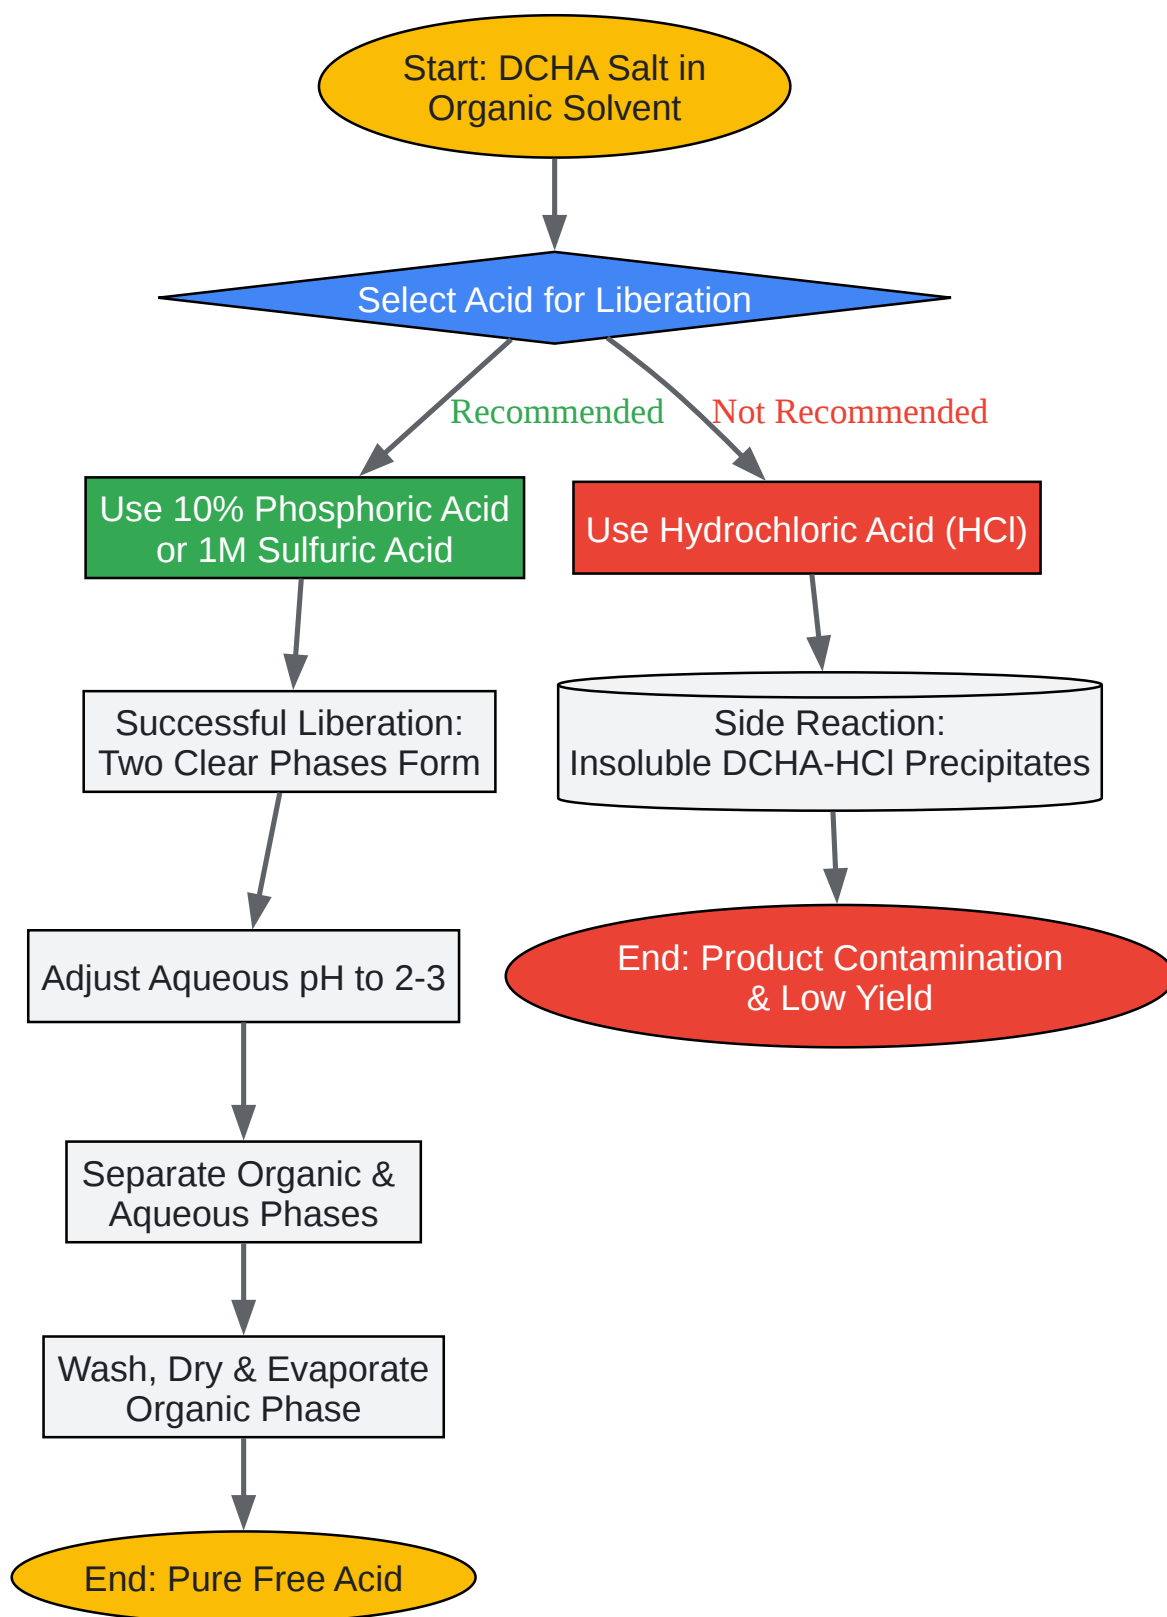 Start: DCHA Salt in
Organic Solvent
Select Acid for Liberation
Recommended
Not Recommended
Use 10% Phosphoric Acid
or 1M Sulfuric Acid
Use Hydrochloric Acid (HCl)
Successful Liberation:
Two Clear Phases Form
Side Reaction:
Insoluble DCHA-HCl Precipitates
Adjust Aqueous pH to 2-3
End: Product Contamination
& Low Yield
Separate Organic &
Aqueous Phases
Wash, Dry & Evaporate
Organic Phase
End: Pure Free Acid